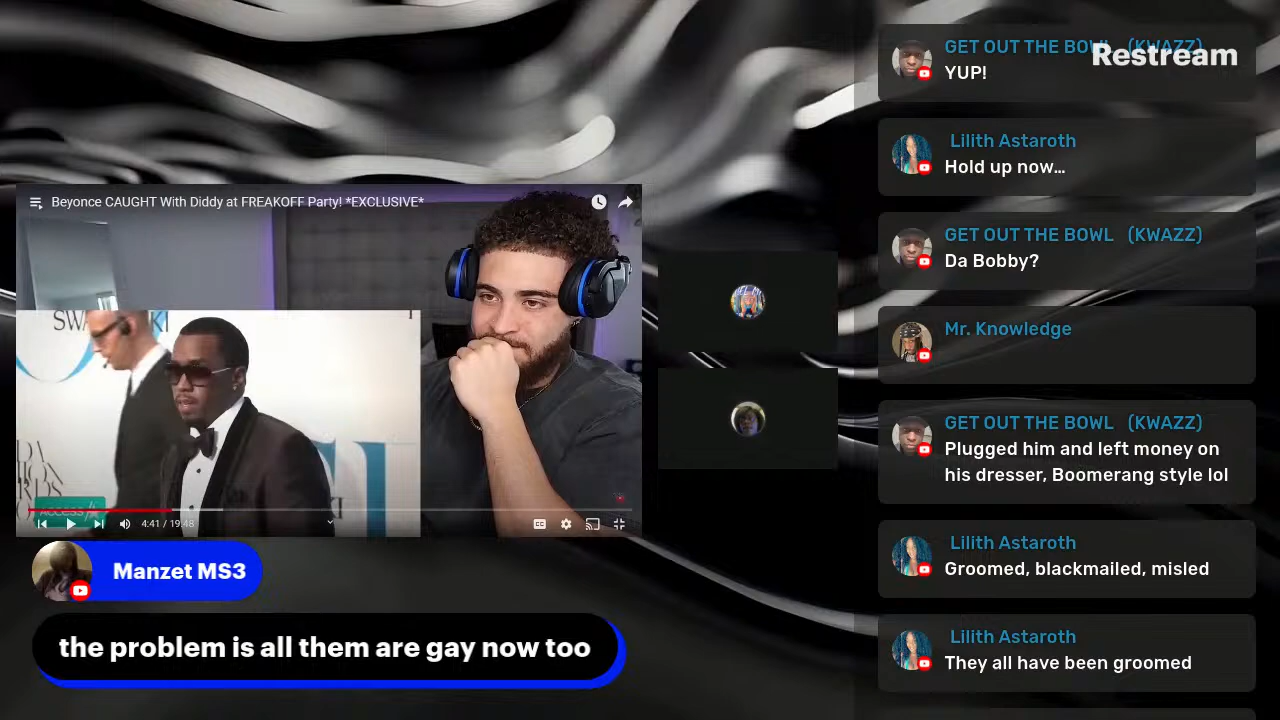 GET OUT THE BOWL (KWAZZ)
Restream
YUP!
Lilith Astaroth
Hold up now…
GET OUT THE BOWL (KWAZZ)
Da Bobby?
Mr. Knowledge
GET OUT THE BOWL (KWAZZ)
Plugged him and left money on
his dresser, Boomerang style lol
Lilith Astaroth
Groomed, blackmailed, misled
Lilith Astaroth
They all have been groomed
Beyonce CAUGHT With Diddy at FREAKOFF Party! *EXCLUSIVE*
ACCESS
4:41 / 19:48
CC
Manzet MS3
the problem is all them are gay now too